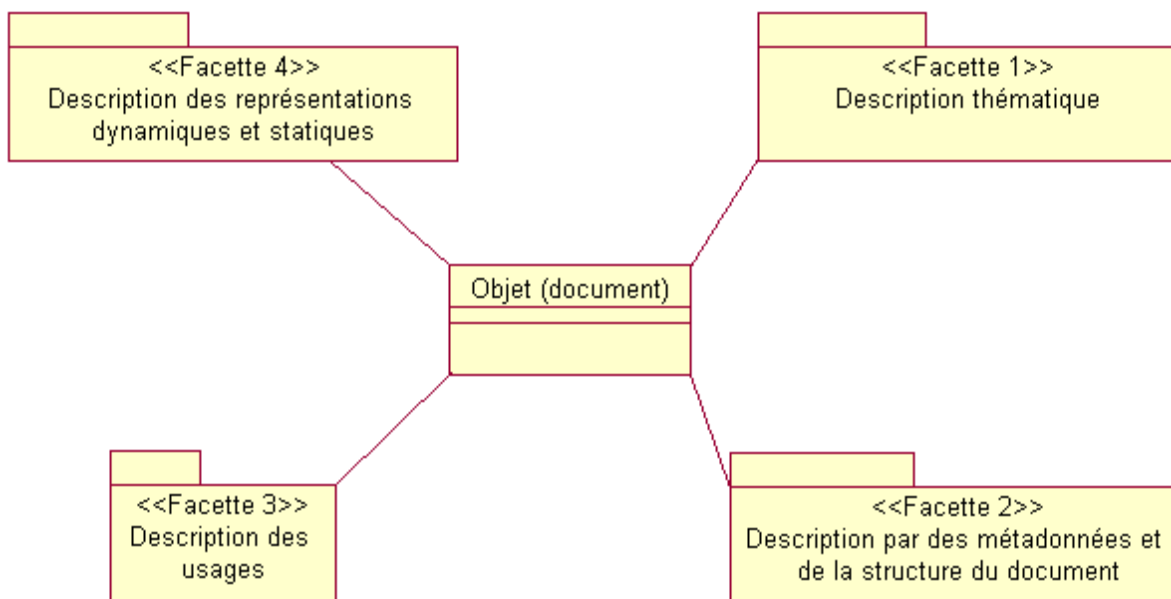 <<Facette 4>>
Description des représentations
dynamiques et statiques
<<Facette 1>>
Description thématique
Objet (document)
<<Facette 3>>
Description des
usages
<<Facette 2>>
Description par des métadonnées et
de la structure du document